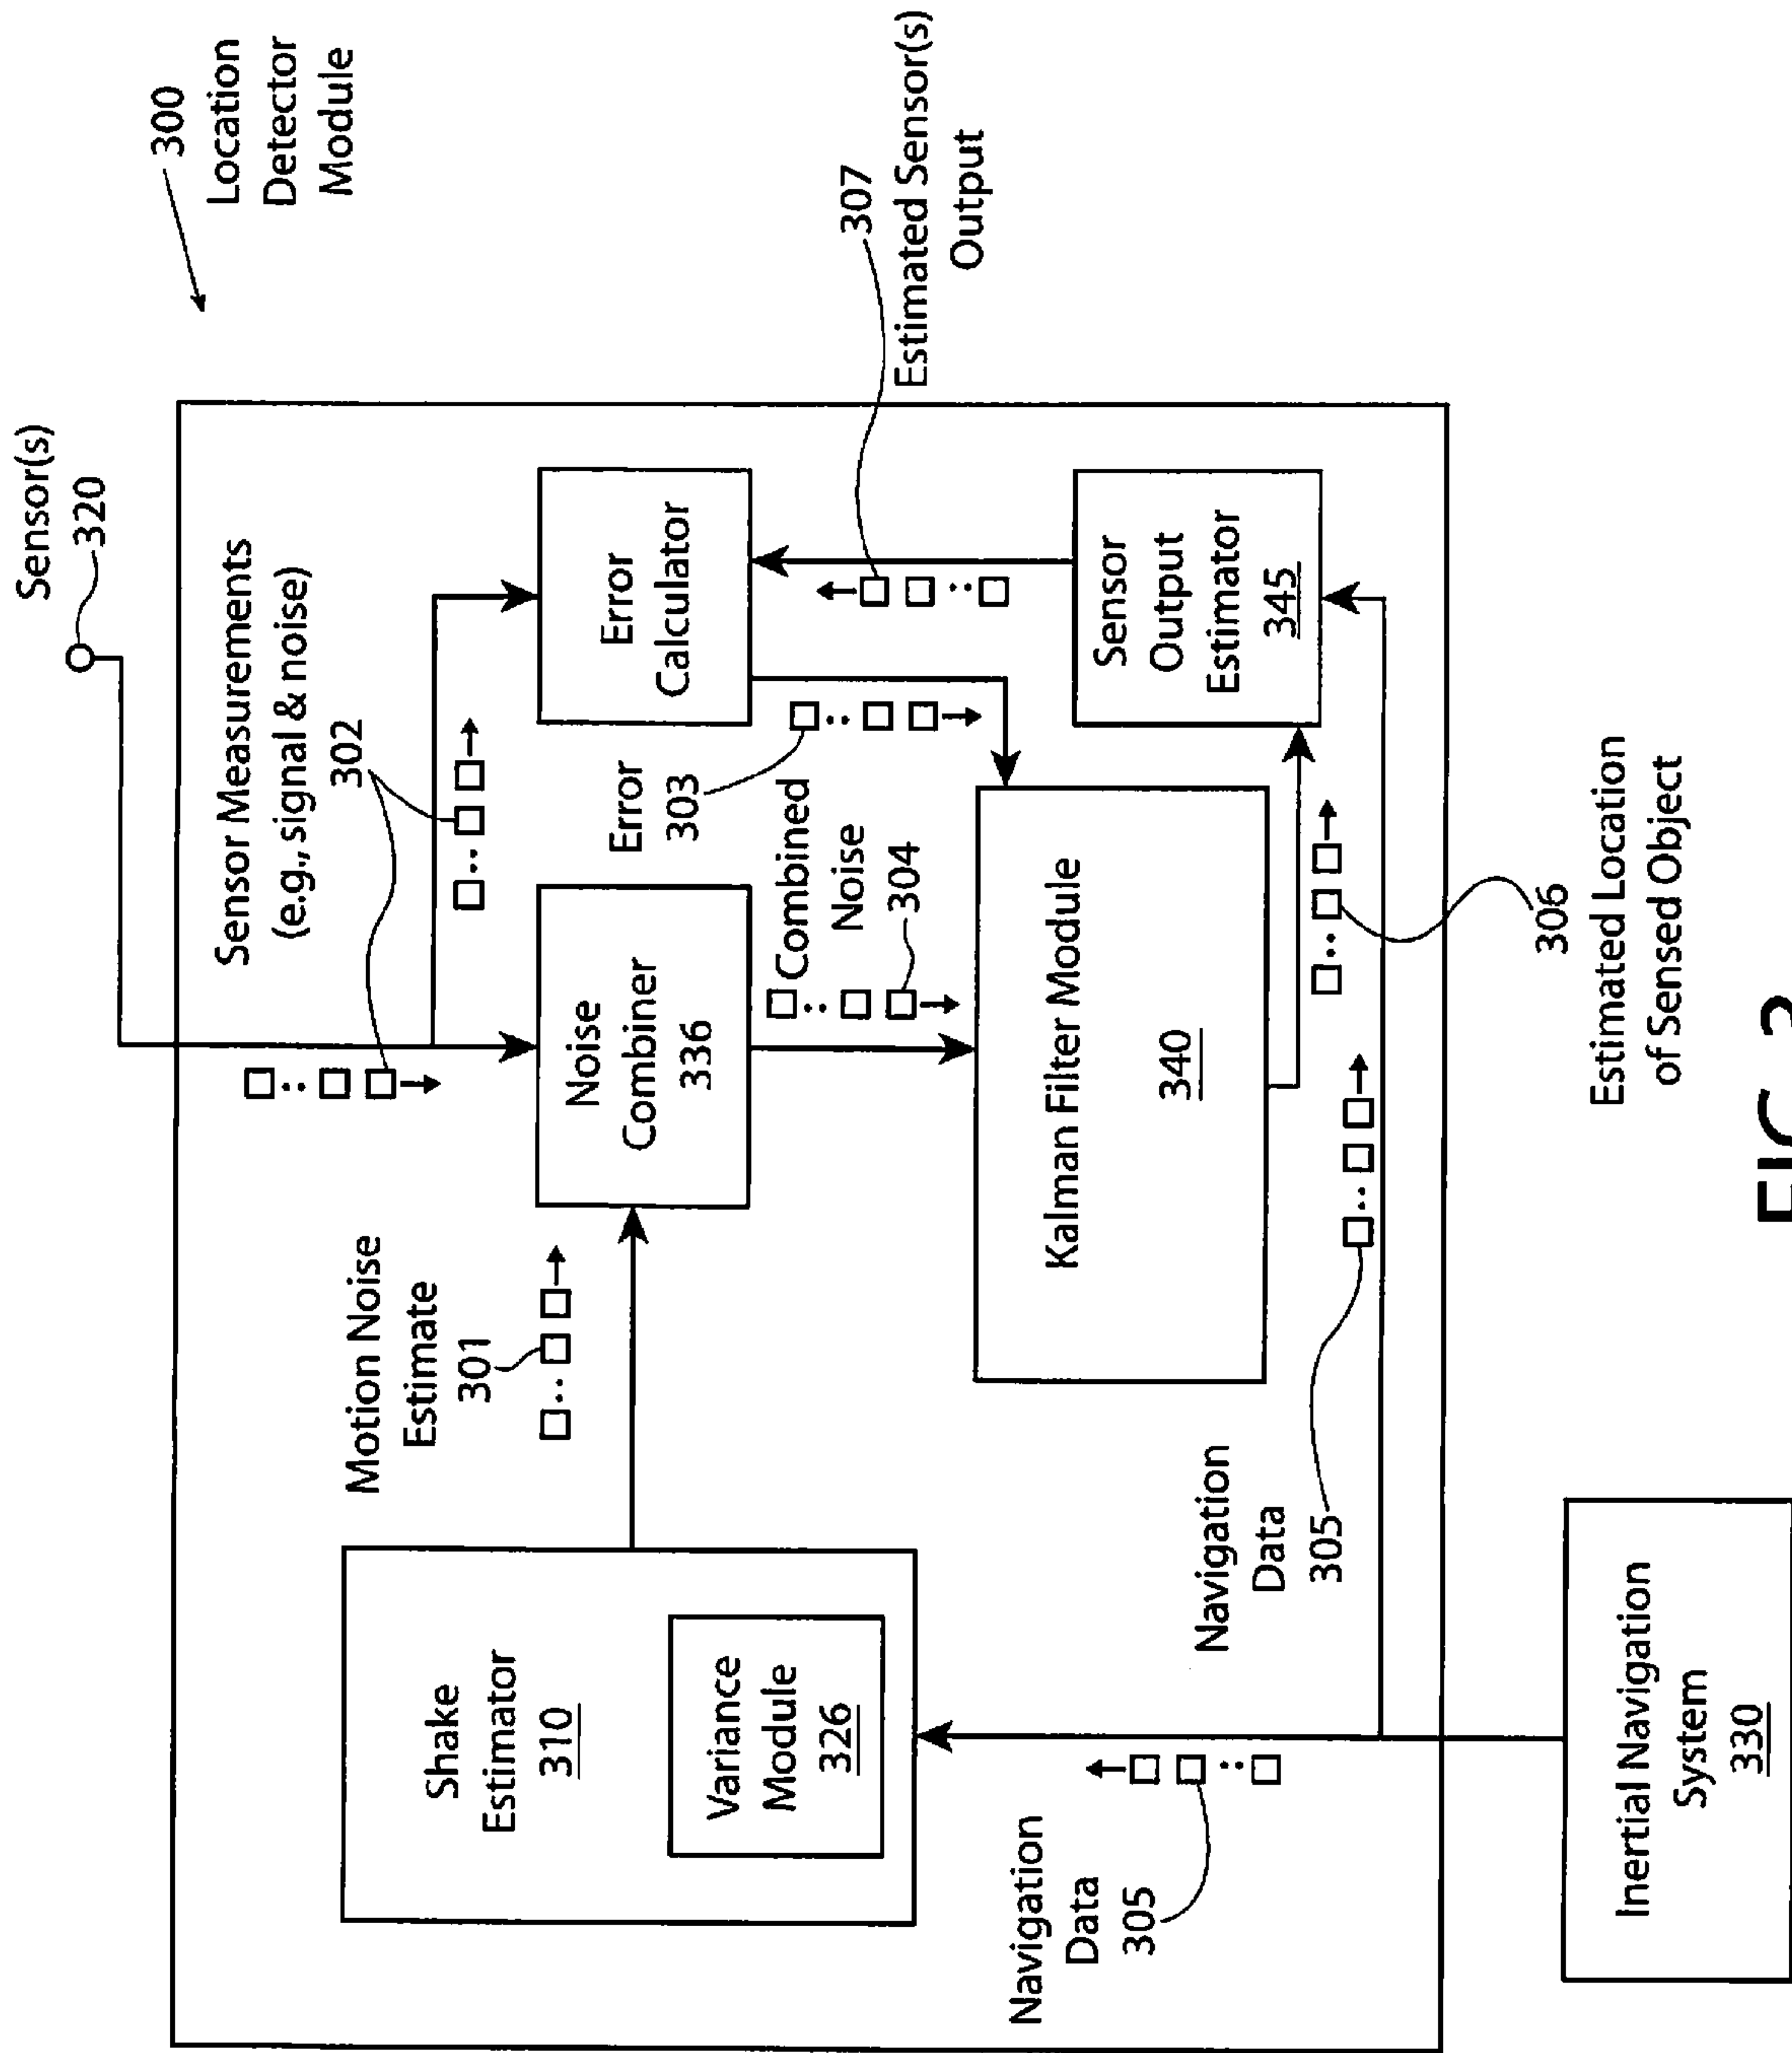 300
Location
Detector
Module
Sensor(s)
320
Sensor Measurements
(e.g., signal & noise)
302
Motion Noise
Estimate
301
Shake
Estimator
310
Variance
Module
326
Noise
Combiner
336
Error
Calculator
Error
303
Combined
Noise
304
307
Estimated Sensor(s)
Output
Kalman Filter Module
340
Sensor
Output
Estimator
345
Navigation
Data
305
Navigation
Data
305
306
Estimated Location
of Sensed Object
Inertial Navigation
System
330